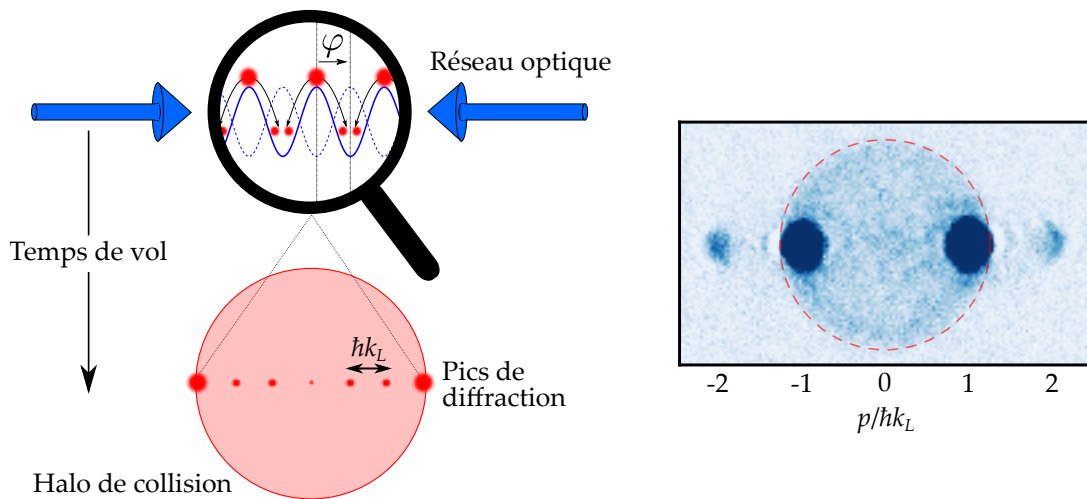 φ
Réseau optique
Temps de vol
ħk_L
Pics de
diffraction
Halo de collision
-2 -1 0 1 2
p/ħk_L